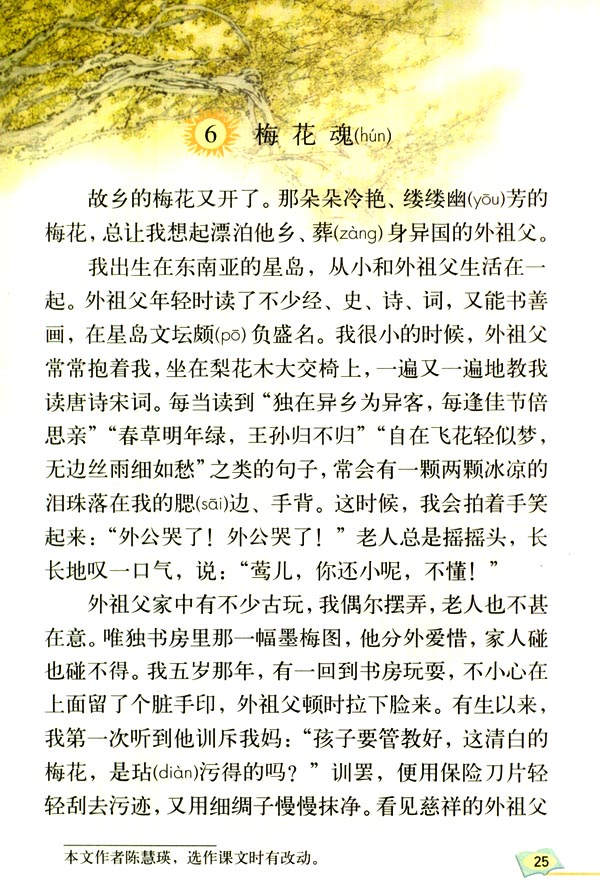 6 梅花魂(hún)
故乡的梅花又开了。那朵朵冷艳、缕缕幽(yōu)芳的
梅花，总让我想起漂泊他乡、葬(zàng)身异国的外祖父。
我出生在东南亚的星岛，从小和外祖父生活在一
起。外祖父年轻时读了不少经、史、诗、词，又能书善
画，在星岛文坛颇(pō)负盛名。我很小的时候，外祖父
常常抱着我，坐在梨花木大交椅上，一遍又一遍地教我
读唐诗宋词。每当读到“独在异乡为异客，每逢佳节倍
思亲”“春草明年绿，王孙归不归”“自在飞花轻似梦，
无边丝雨细如愁”之类的句子，常会有一颗两颗冰凉的
泪珠落在我的腮(sāi)边、手背。这时候，我会拍着手笑
起来：“外公哭了！外公哭了！”老人总是摇摇头，长
长地叹一口气，说：“莺儿，你还小呢，不懂！”
外祖父家中有不少古玩，我偶尔摆弄，老人也不甚
在意。唯独书房里那一幅墨梅图，他分外爱惜，家人碰
也碰不得。我五岁那年，有一回到书房玩耍，不小心在
上面留了个脏手印，外祖父顿时拉下脸来。有生以来，
我第一次听到他训斥我妈：“孩子要管教好，这清白的
梅花，是玷(diàn)污得的吗？”训罢，便用保险刀片轻
轻刮去污迹，又用细绸子慢慢抹净。看见慈祥的外祖父
本文作者陈慧瑛，选作课文时有改动。
25